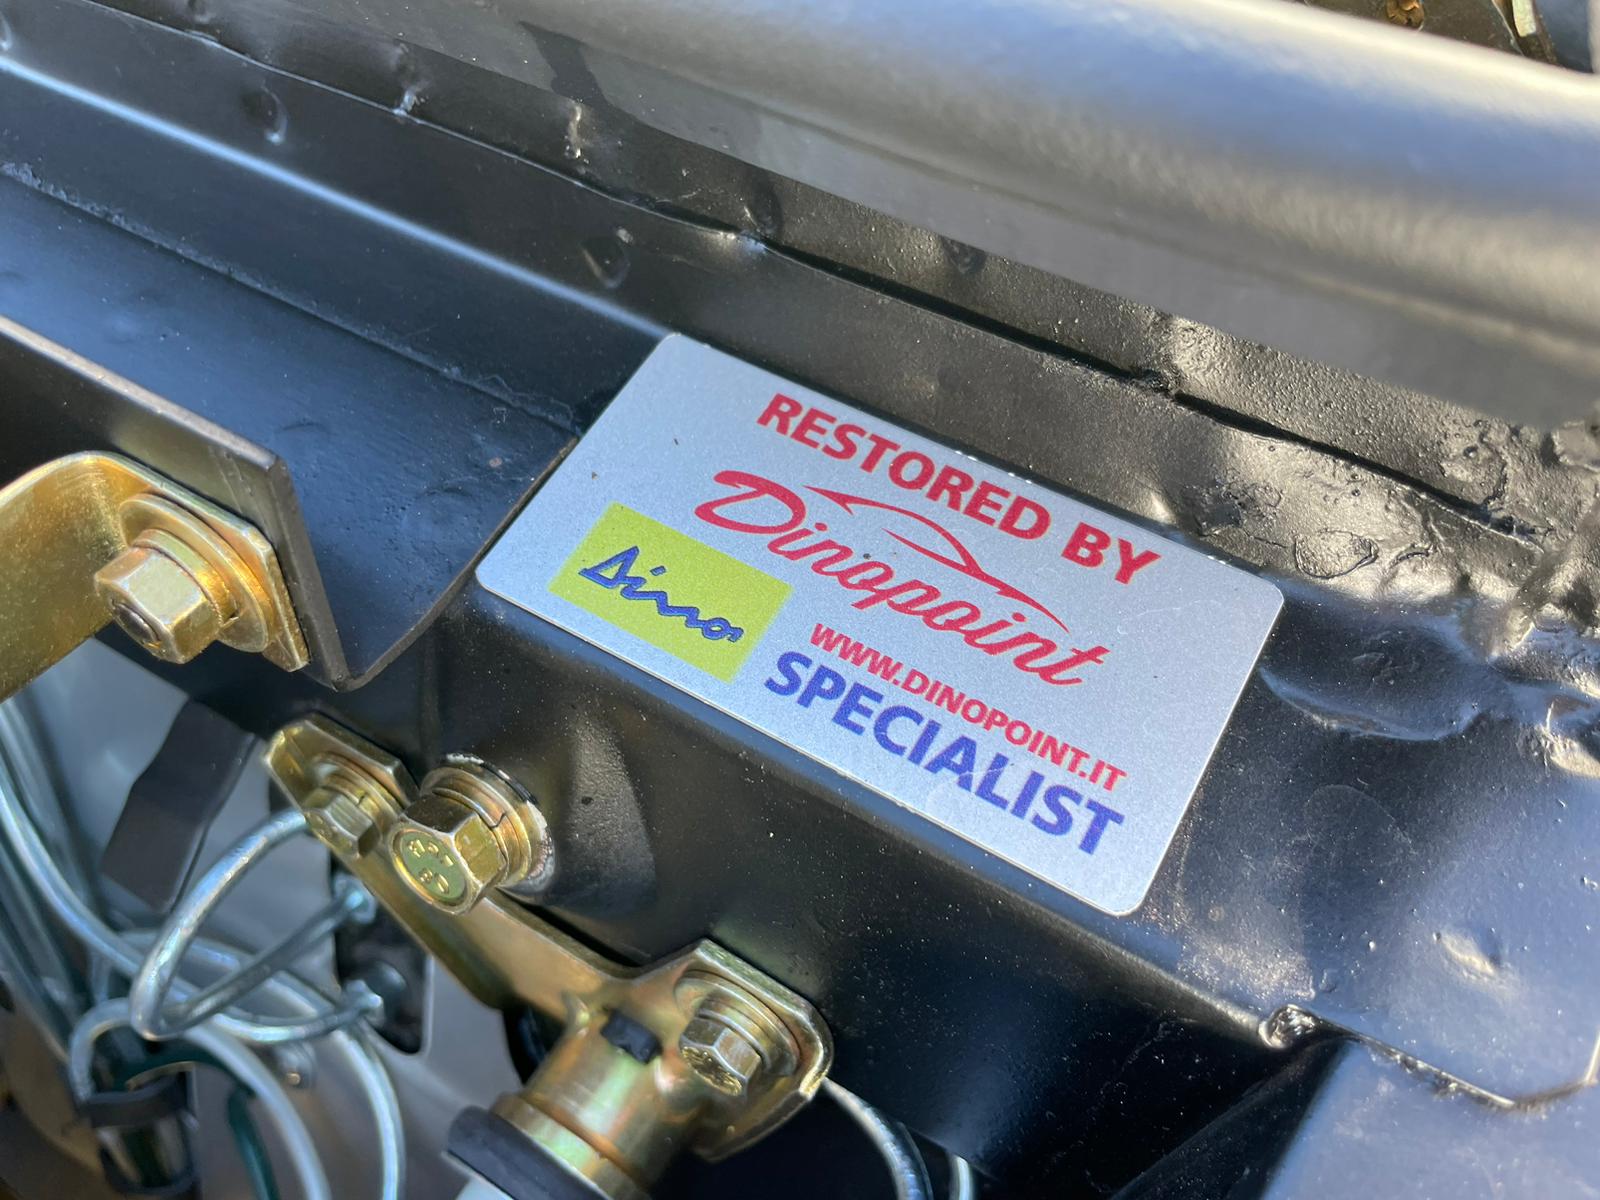 RESTORED BY
Dinopoint
Dino
WWW.DINOPOINT.IT
SPECIALIST